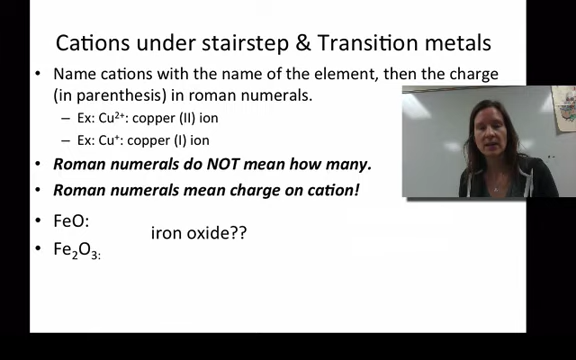 Cations under stairstep & Transition metals
• Name cations with the name of the element, then the charge
(in parenthesis) in roman numerals.
– Ex: Cu²⁺: copper (II) ion
– Ex: Cu⁺: copper (I) ion
• Roman numerals do NOT mean how many.
• Roman numerals mean charge on cation!
• FeO:
iron oxide??
• Fe₂O₃: